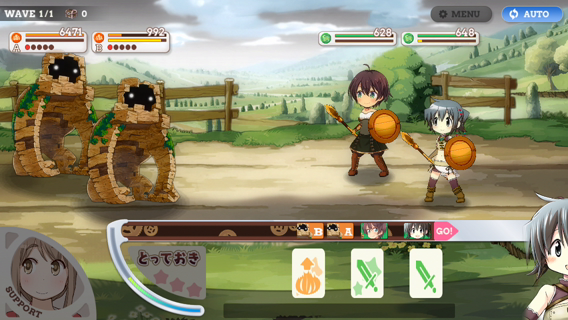 WAVE 1/1 0
MENU
AUTO
6471
A
992
B
628
648
B A GO!
とっておき
SUPPORT